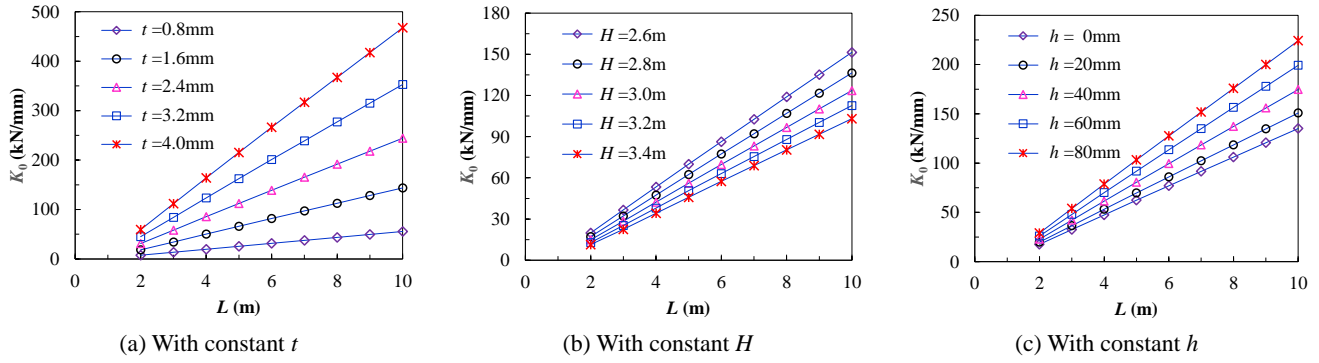 500
400
300
200
100
0
K₀ (kN/mm)
t =0.8mm
t =1.6mm
t =2.4mm
t =3.2mm
t =4.0mm
0 2 4 6 8 10
L (m)
(a) With constant t
180
150
120
90
60
30
0
K₀ (kN/mm)
H =2.6m
H =2.8m
H =3.0m
H =3.2m
H =3.4m
0 2 4 6 8 10
L (m)
(b) With constant H
250
200
150
100
50
0
K₀ (kN/mm)
h = 0mm
h =20mm
h =40mm
h =60mm
h =80mm
0 2 4 6 8 10
L (m)
(c) With constant h